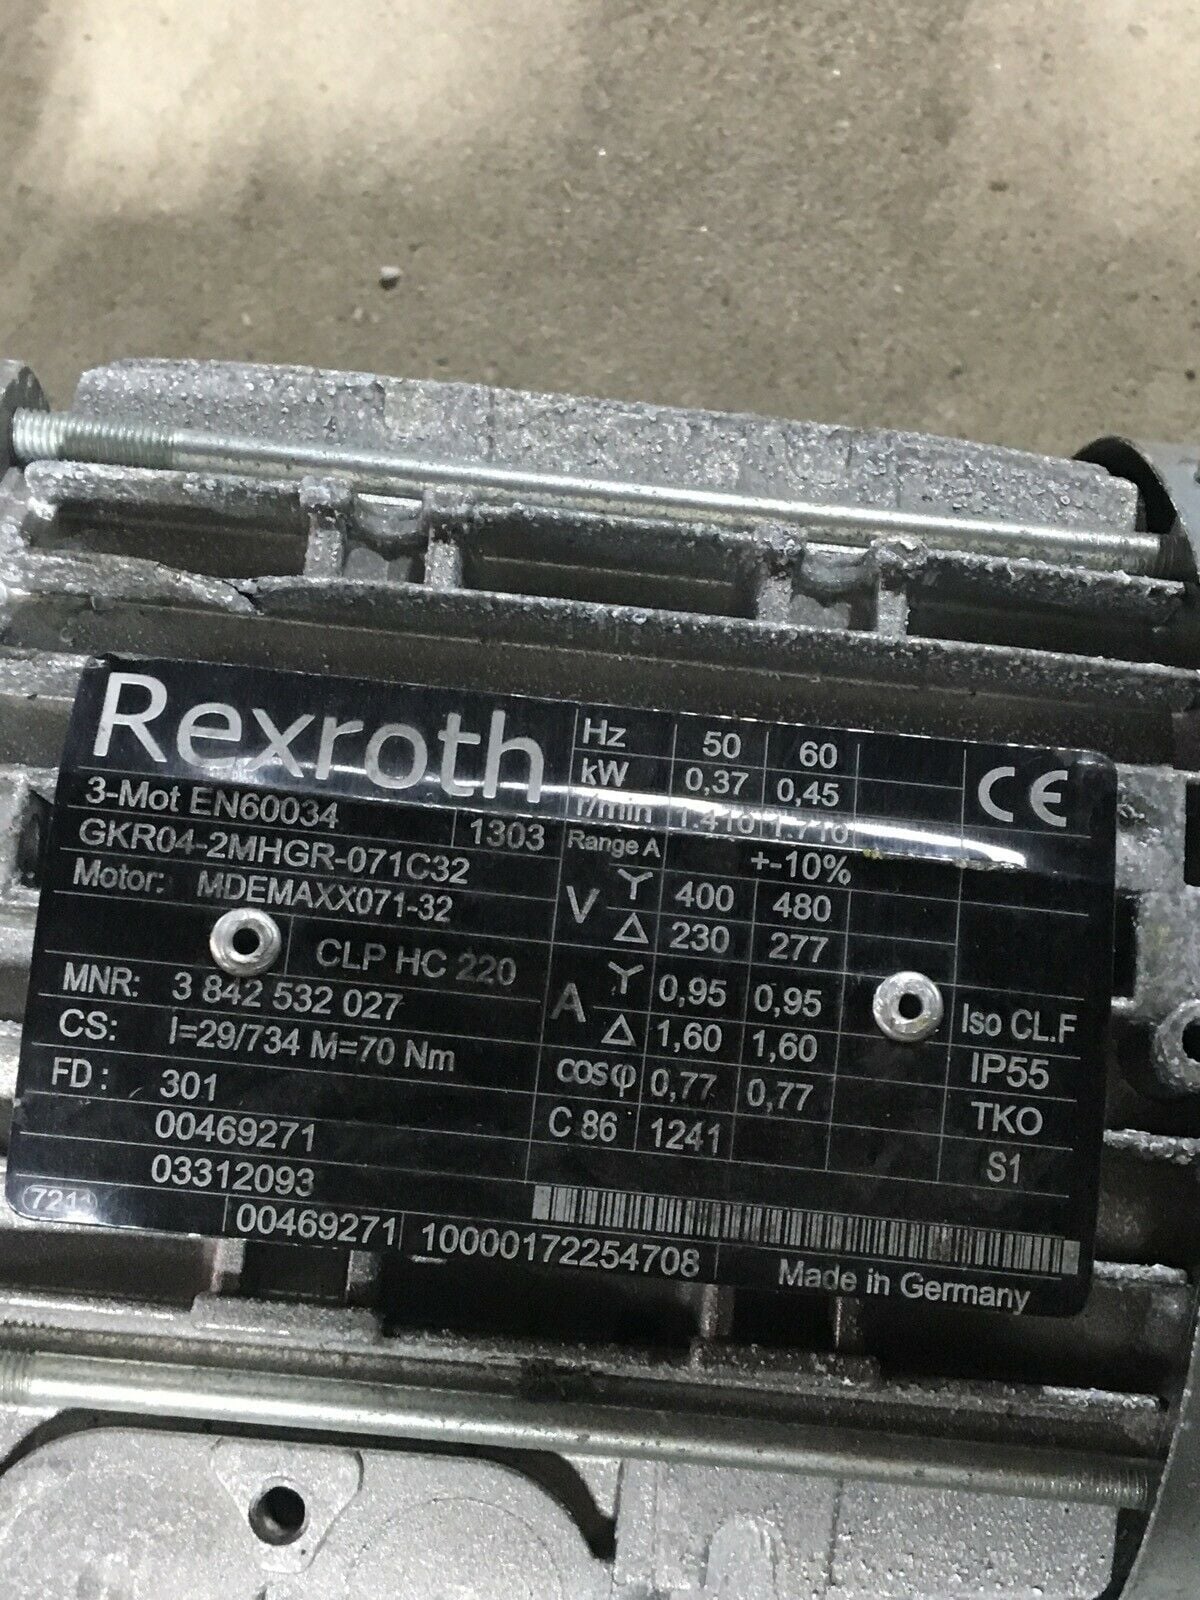 Rexroth
3-Mot EN60034
1303
GKR04-2MHGR-071C32
Motor: MDEMAXX071-32
CLP HC 220
MNR: 3 842 532 027
CS: I=29/734 M=70 Nm
FD: 301
00469271
03312093
00469271 10000172254708
Hz 50 60
kW 0,37 0,45
r/min 1.410 1.710
Range A +-10%
V Y 400 480
Δ 230 277
A Y 0,95 0,95
Δ 1,60 1,60
cosφ 0,77 0,77
C 86 1241
CE
Iso CL.F
IP55
TKO
S1
Made in Germany